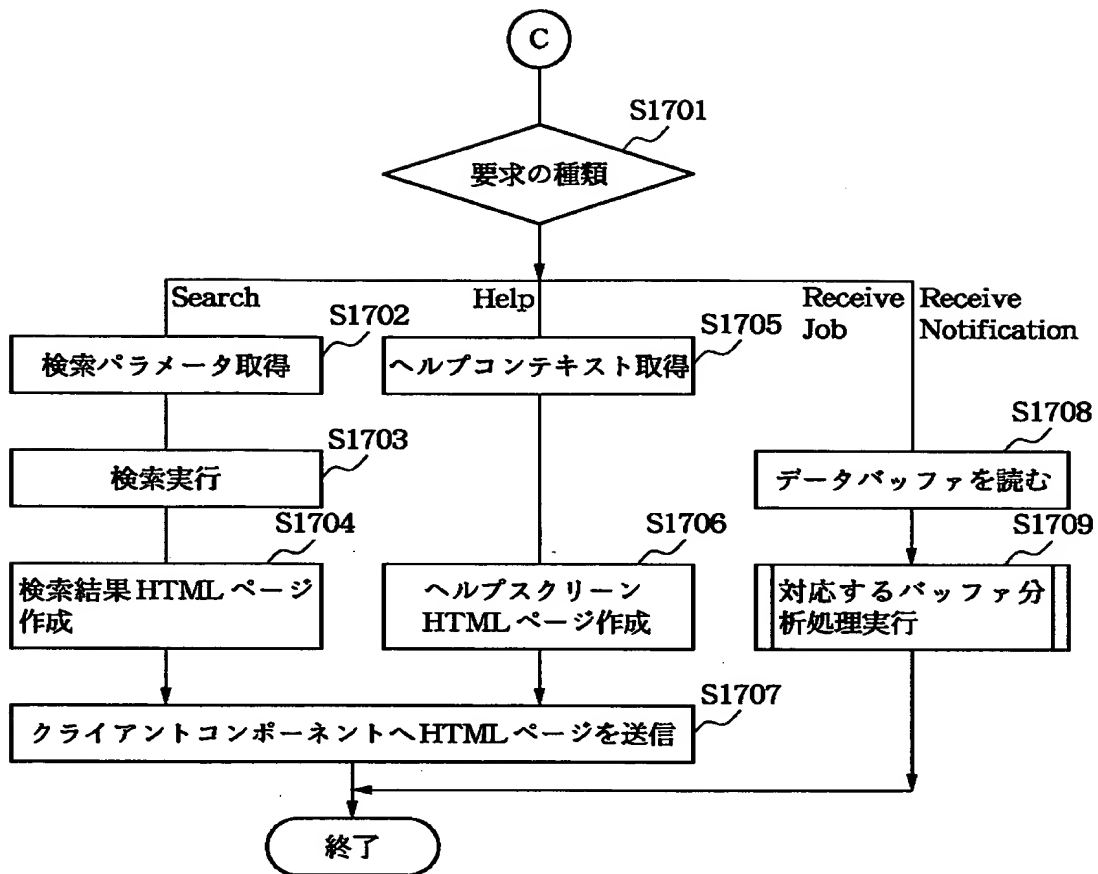 C
S1701
要求の種類
Search
Help
Receive
Job
Receive
Notification
S1702
検索パラメータ取得
S1705
ヘルプコンテキスト取得
S1703
検索実行
S1708
データバッファを読む
S1704
検索結果HTMLページ
作成
S1706
ヘルプスクリーン
HTMLページ作成
S1709
対応するバッファ分
析処理実行
S1707
クライアントコンポーネントへHTMLページを送信
終了